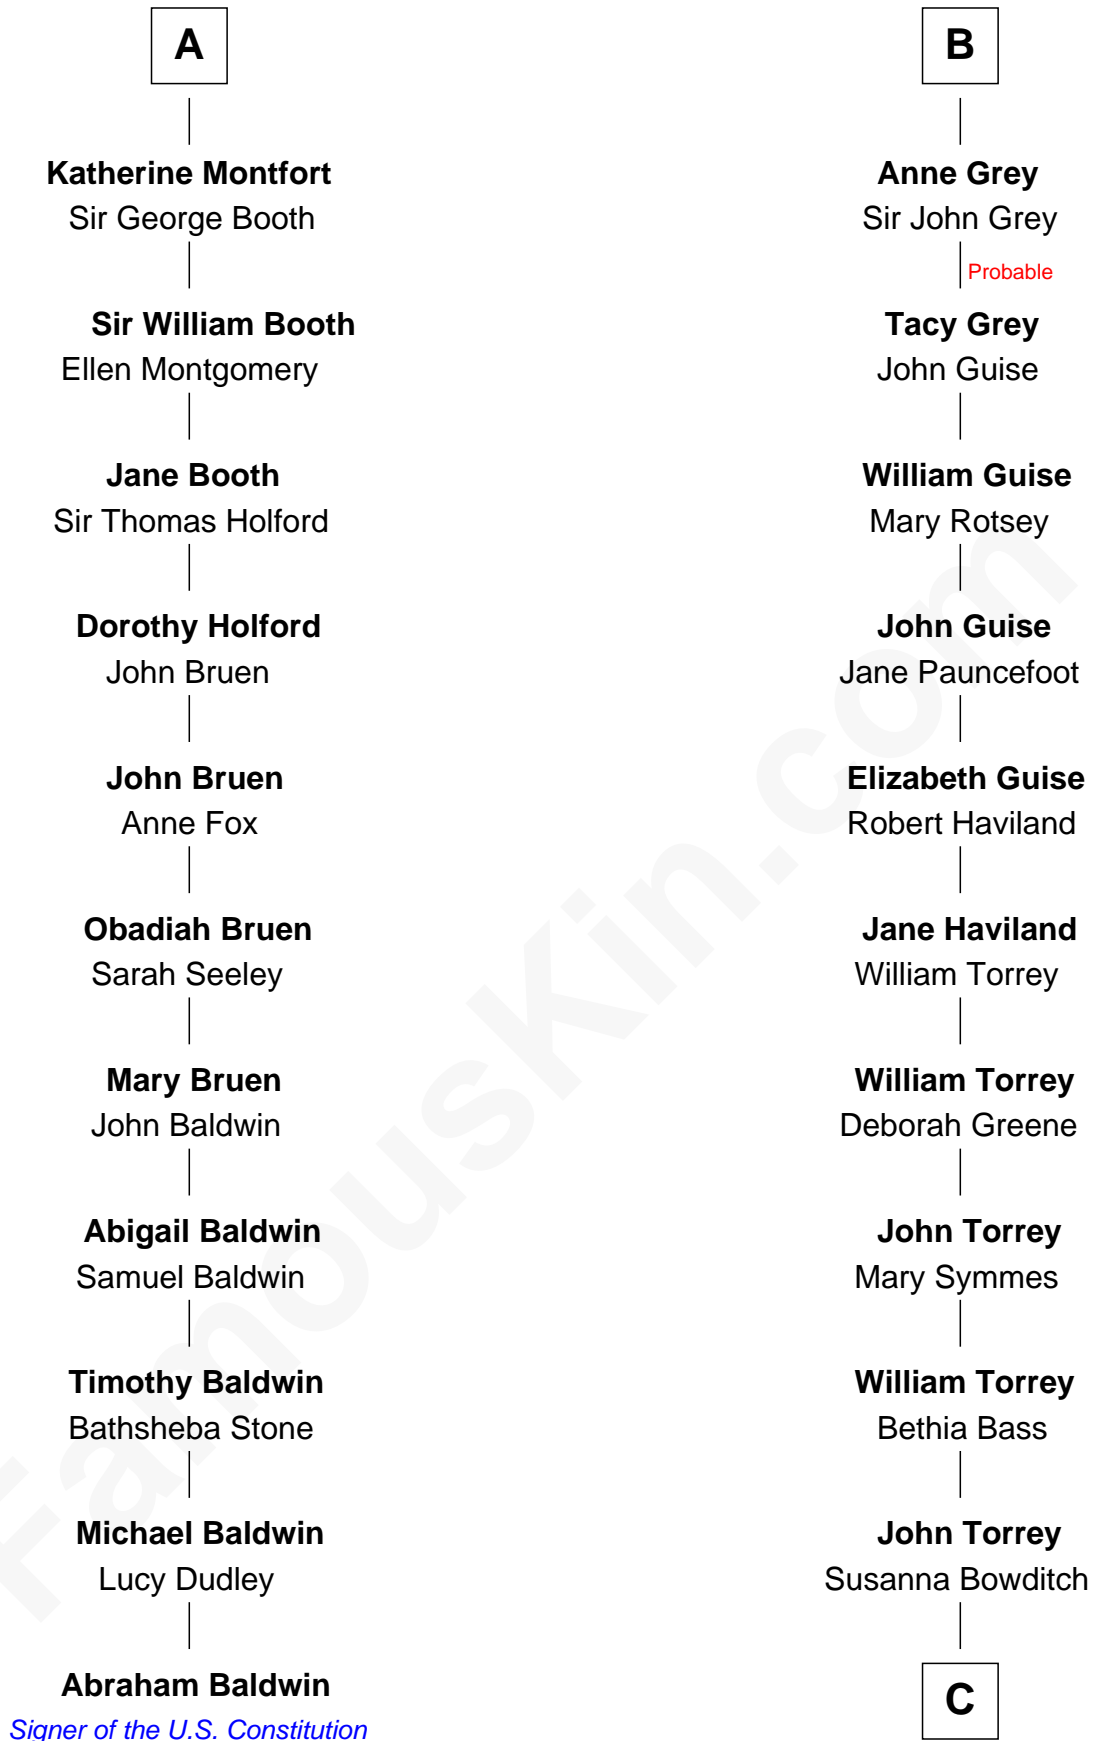 A
Katherine Montfort
Sir George Booth
Sir William Booth
Ellen Montgomery
Jane Booth
Sir Thomas Holford
Dorothy Holford
John Bruen
John Bruen
Anne Fox
Obadiah Bruen
Sarah Seeley
Mary Bruen
John Baldwin
Abigail Baldwin
Samuel Baldwin
Timothy Baldwin
Bathsheba Stone
Michael Baldwin
Lucy Dudley
Abraham Baldwin
Signer of the U.S. Constitution
B
Anne Grey
Sir John Grey
Probable
Tacy Grey
John Guise
William Guise
Mary Rotsey
John Guise
Jane Pauncefoot
Elizabeth Guise
Robert Haviland
Jane Haviland
William Torrey
William Torrey
Deborah Greene
John Torrey
Mary Symmes
William Torrey
Bethia Bass
John Torrey
Susanna Bowditch
C
FamousKin.com